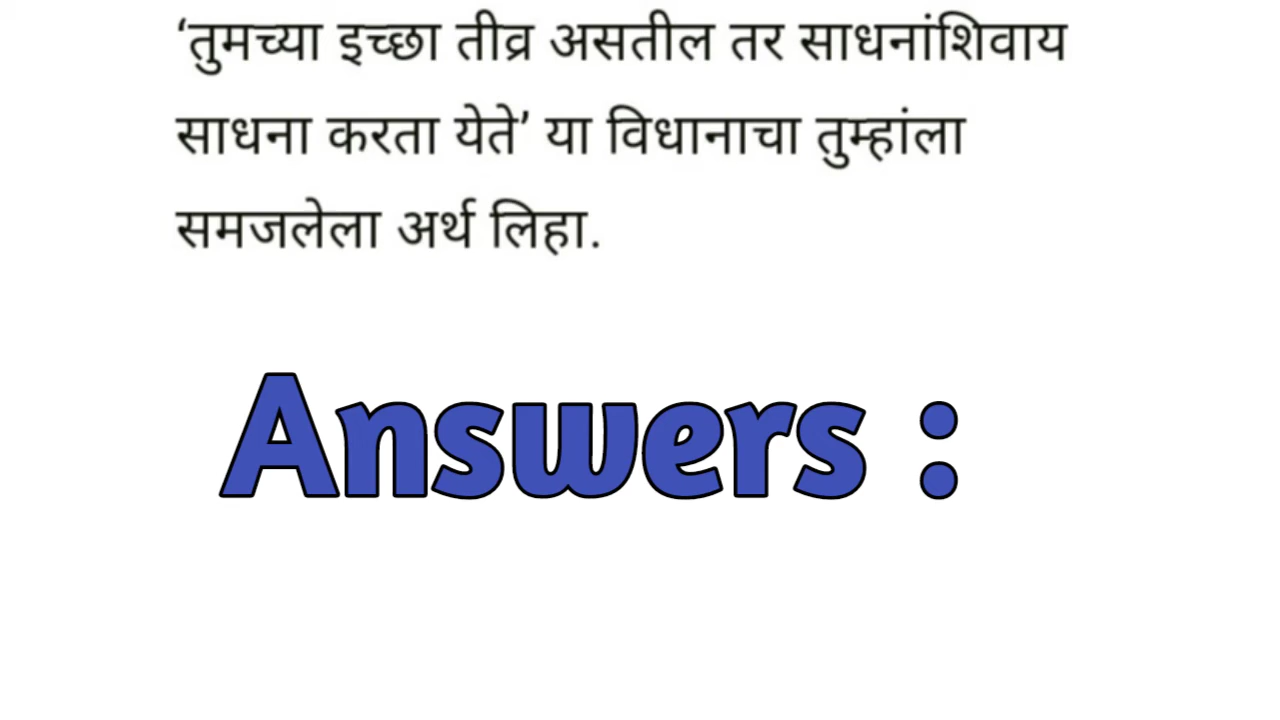 ‘तुमच्या इच्छा तीव्र असतील तर साधनांशिवाय
साधना करता येते’ या विधानाचा तुम्हांला
समजलेला अर्थ लिहा.
Answers :